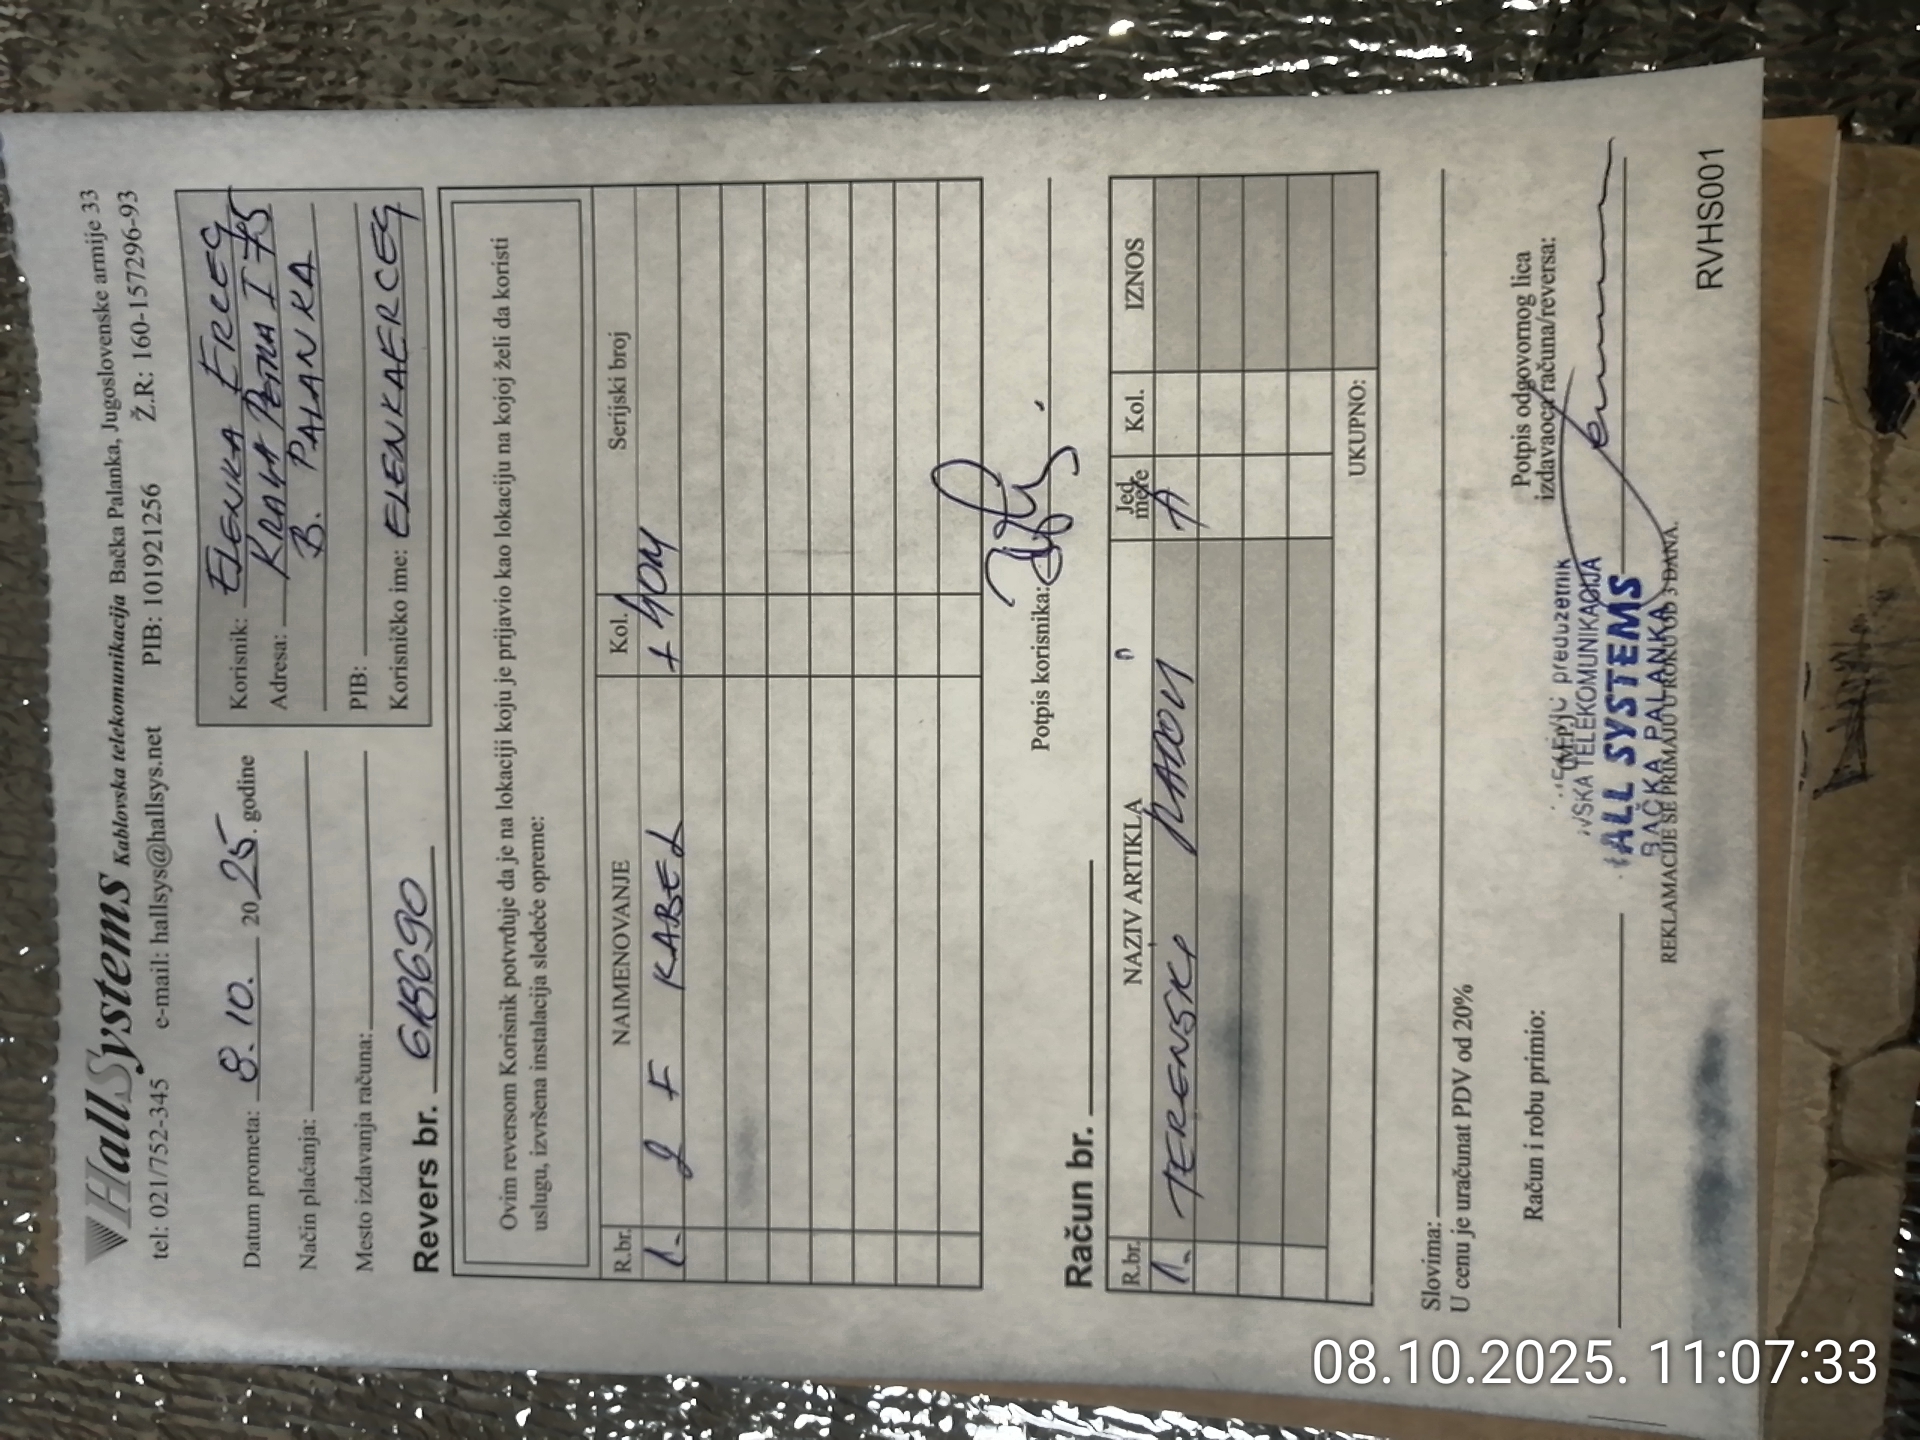 HallSystems Kablovska telekomunikacija Bačka Palanka, Jugoslovenske armije 33
tel: 021/752-345 e-mail: hallsys@hallsys.net PIB: 101921256 Ž.R: 160-157296-93
Datum prometa: 8.10. 2025. godine
Način plaćanja:
Mesto izdavanja računa:
Korisnik: ELENKA ERCEG
Adresa: KRALJA PETRA I 75
B. PALANKA
PIB:
Korisničko ime: ELENKAERCEG
Revers br.
Ovim reversom Korisnik potvrđuje da je na lokaciji koju je prijavio kao lokaciju na kojoj želi da koristi
uslugu, izvršena instalacija sledeće opreme:
R.br. NAIMENOVANJE Kol. Serijski broj
1. F KABEL 40M
Potpis korisnika:
Račun br.
R.br. NAZIV ARTIKLA Jed. mere Kol. IZNOS
1. TERENSKI
UKUPNO:
Slovima:
U cenu je uračunat PDV od 20%
Račun i robu primio:
Potpis odgovornog lica
izdavaoca računa/reversa:
preduzetnik
VSKA TELEKOMUNIKACIJA
HALL SYSTEMS
BAČKA PALANKA
REKLAMACIJE SE PRIMAJU U ROKU OD 3 DANA.
RVHS001
08.10.2025. 11:07:33